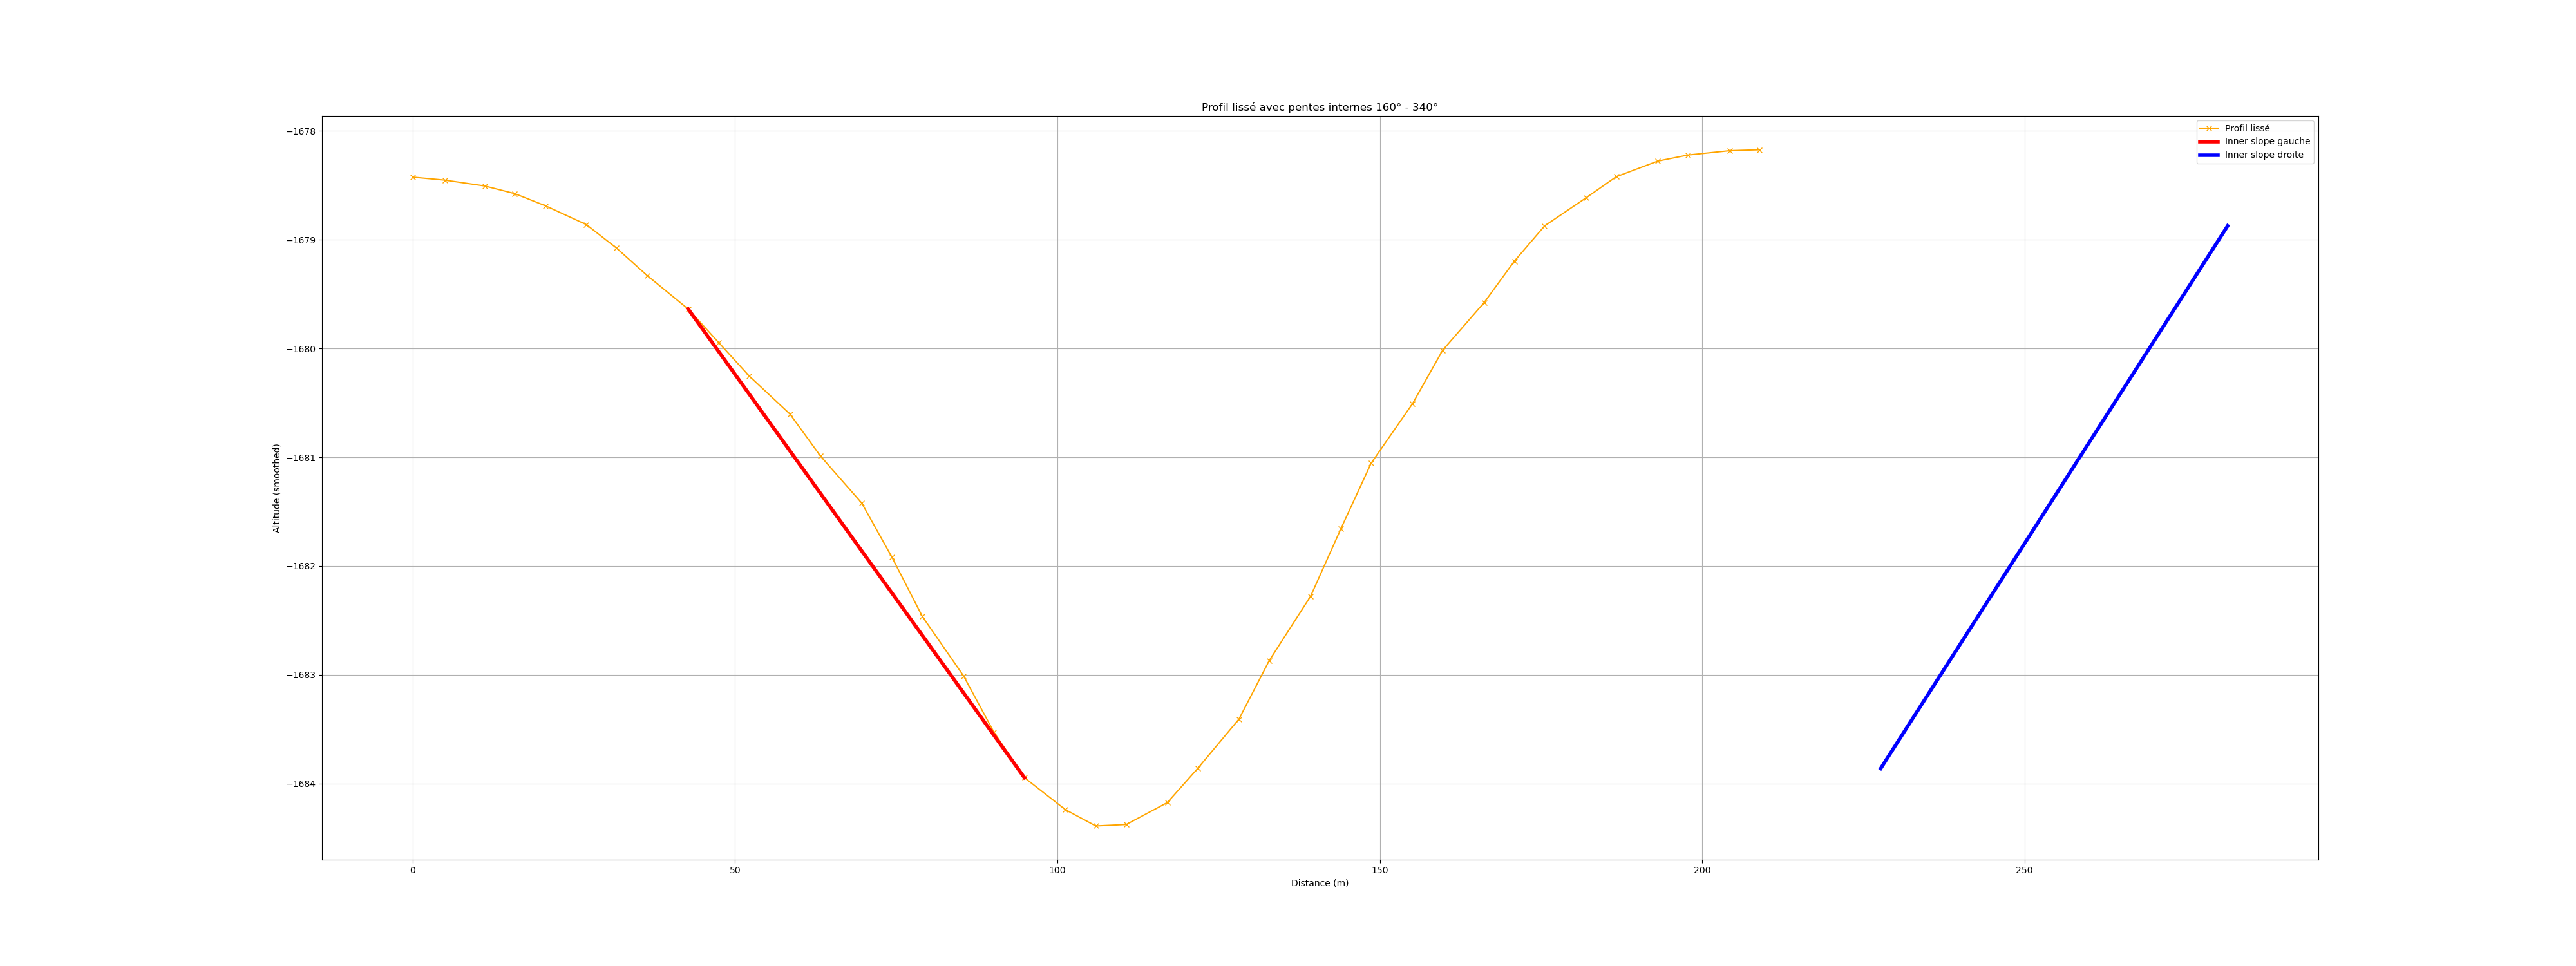 Profil lissé avec pentes internes 160° - 340°
Profil lissé
Inner slope gauche
Inner slope droite
−1678
−1679
−1680
−1681
−1682
−1683
−1684
Altitude (smoothed)
0 50 100 150 200 250
Distance (m)